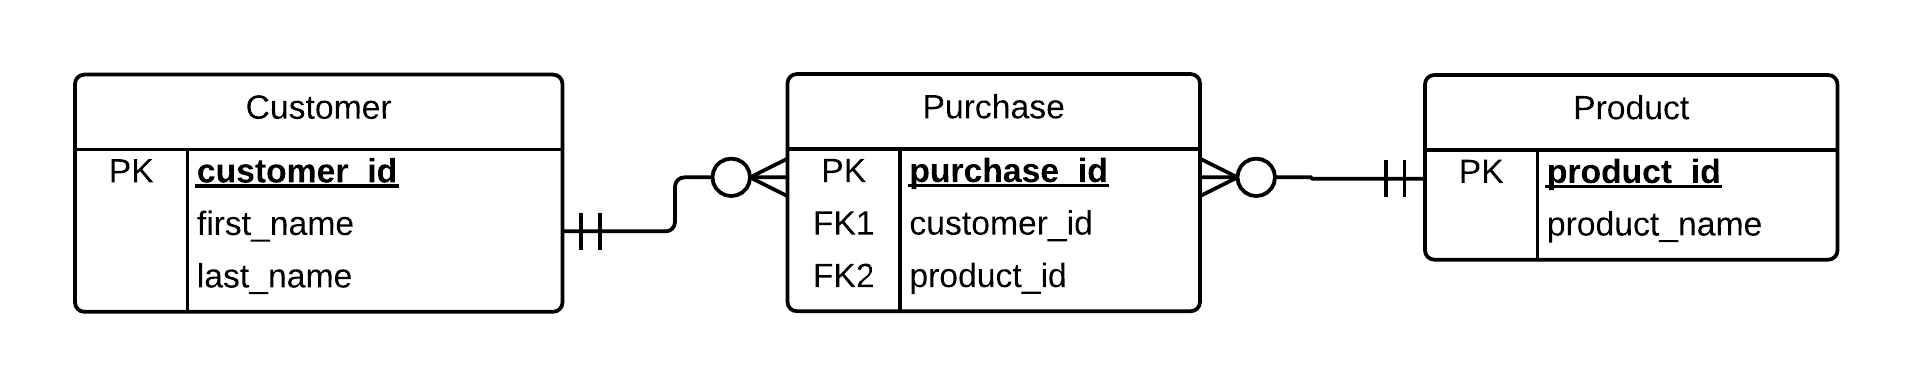 Customer
PK customer_id
first_name
last_name
Purchase
PK purchase_id
FK1 customer_id
FK2 product_id
Product
PK product_id
product_name